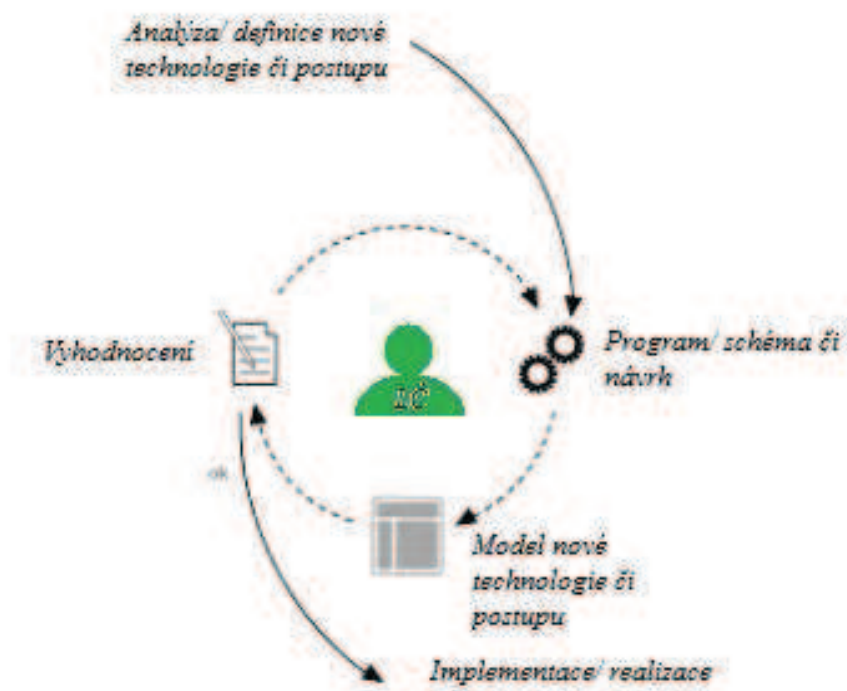 Analýza/ definice nové
technologie či postupu
Vyhodnocení
LČ
Program/ schéma či
návrh
ok
Model nové
technologie či
postupu
Implementace/ realizace